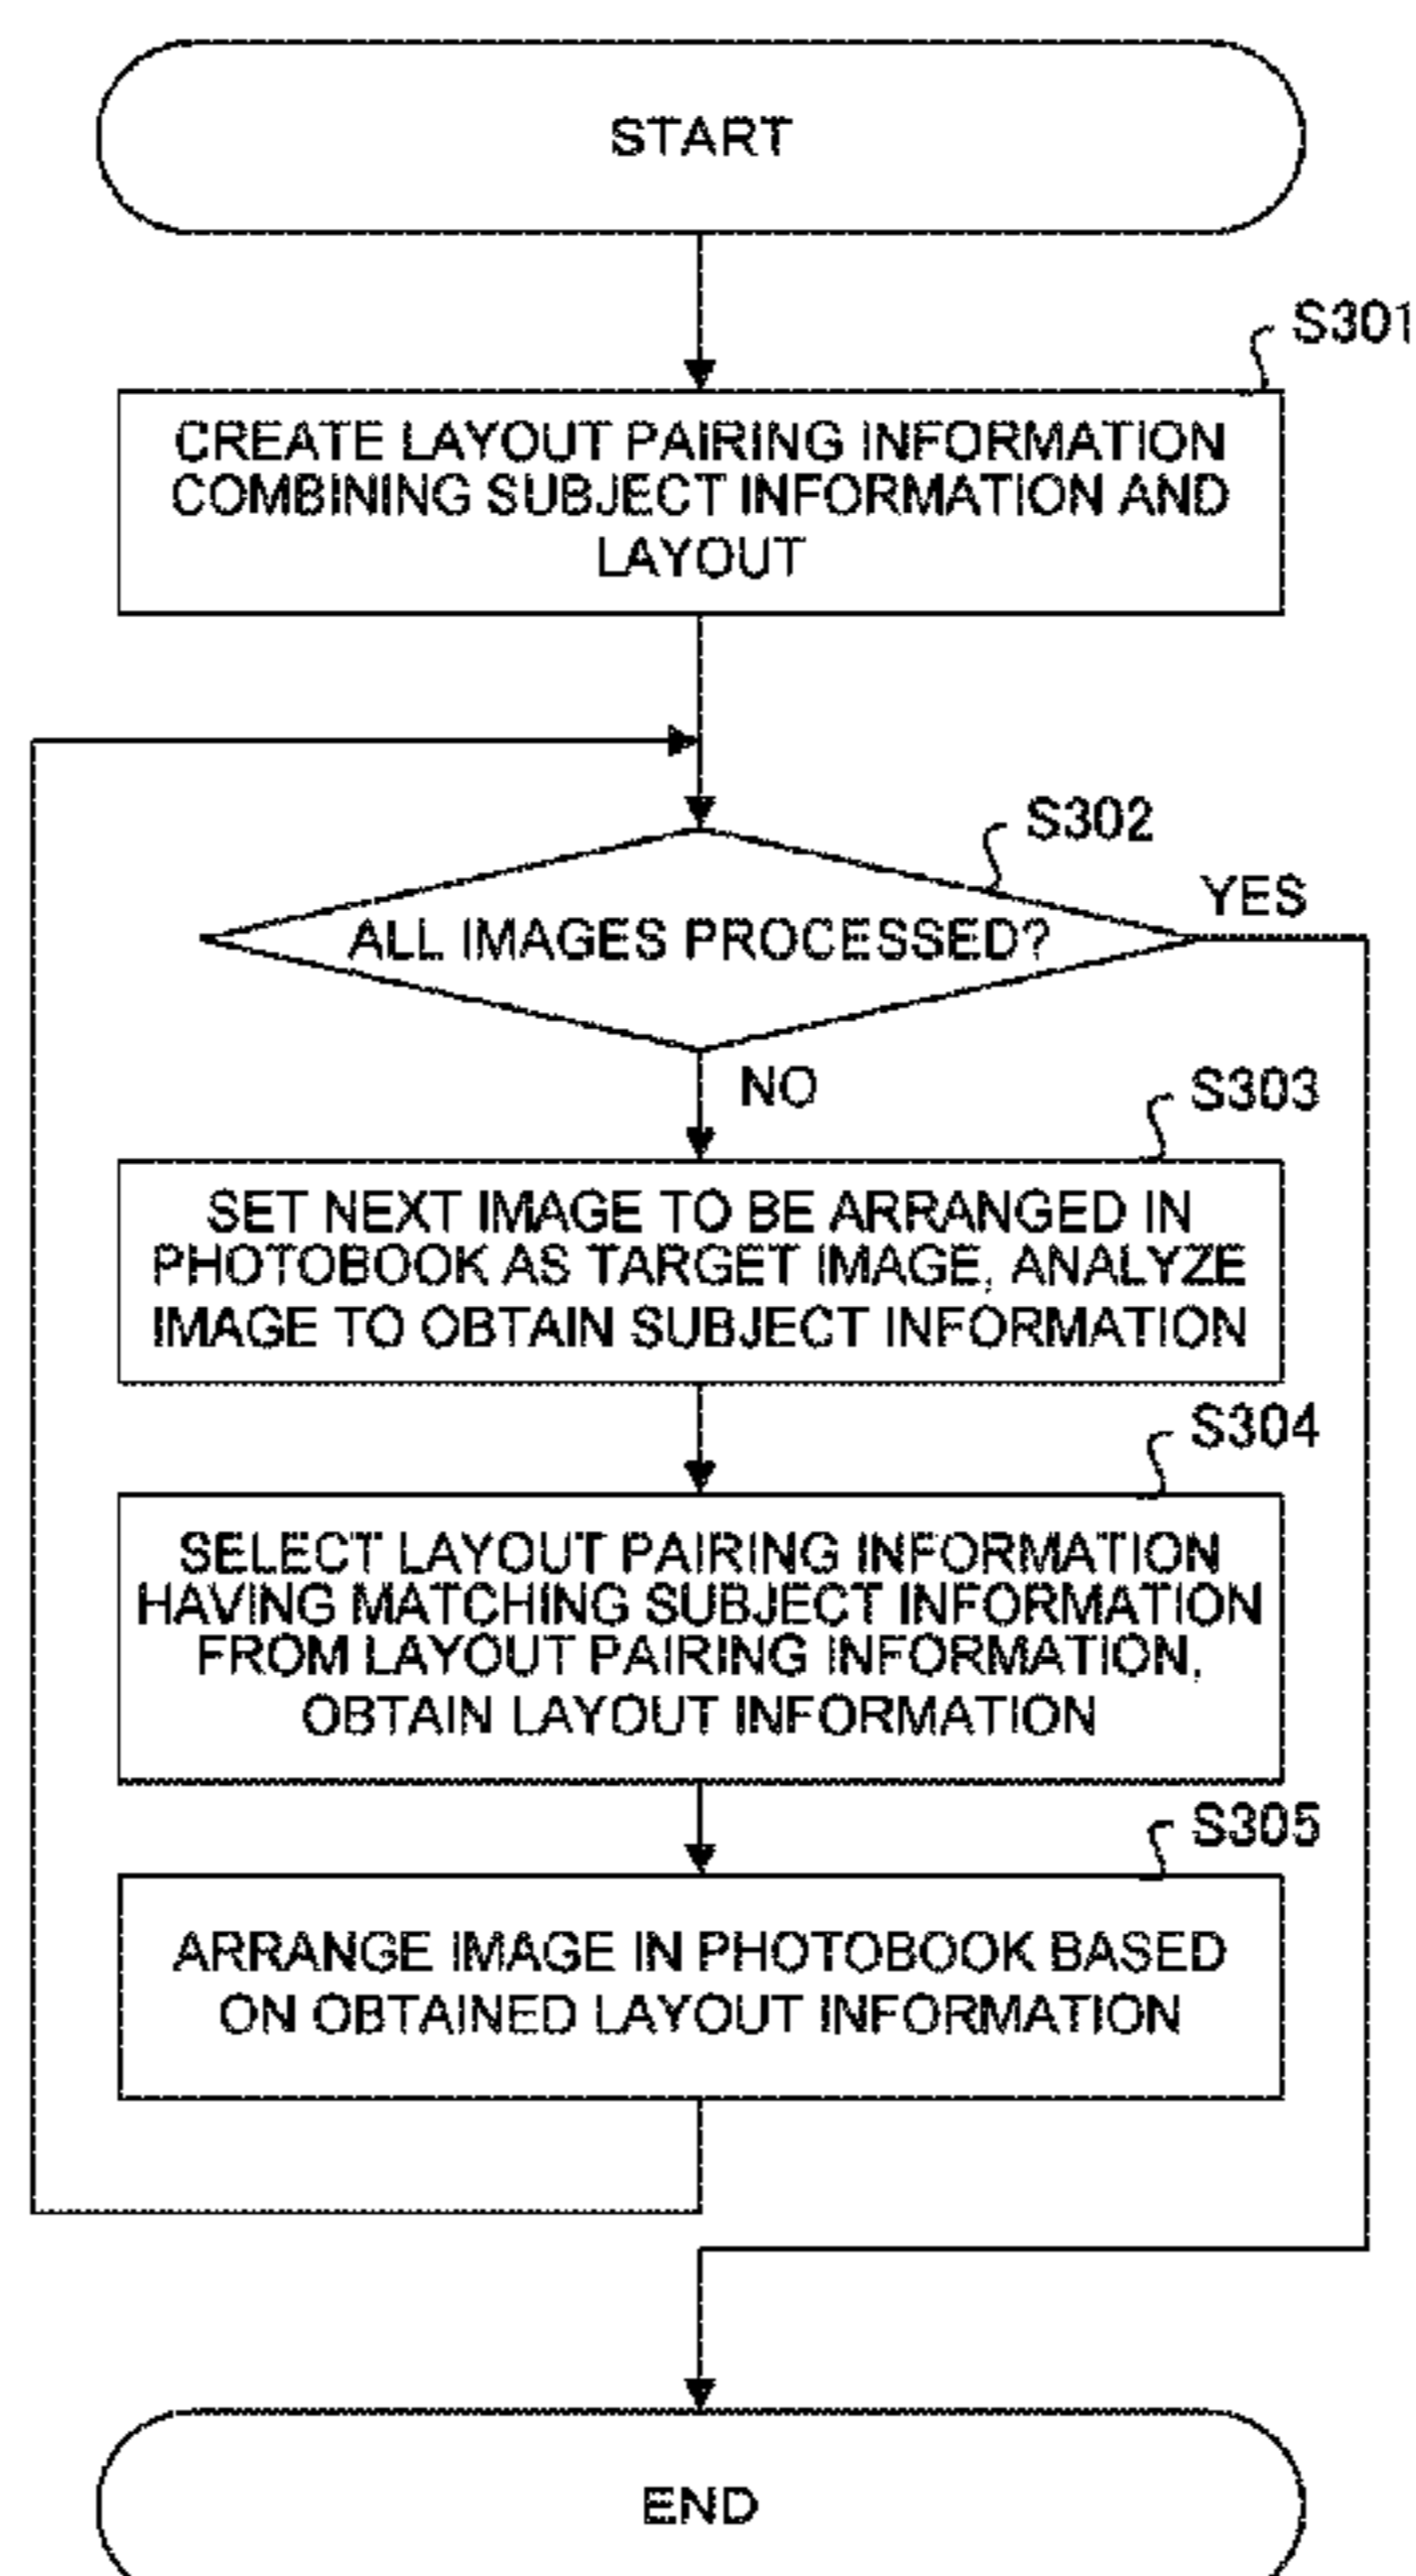 START
S301
CREATE LAYOUT PAIRING INFORMATION
COMBINING SUBJECT INFORMATION AND
LAYOUT
S302
ALL IMAGES PROCESSED?
YES
NO
S303
SET NEXT IMAGE TO BE ARRANGED IN
PHOTOBOOK AS TARGET IMAGE, ANALYZE
IMAGE TO OBTAIN SUBJECT INFORMATION
S304
SELECT LAYOUT PAIRING INFORMATION
HAVING MATCHING SUBJECT INFORMATION
FROM LAYOUT PAIRING INFORMATION,
OBTAIN LAYOUT INFORMATION
S305
ARRANGE IMAGE IN PHOTOBOOK BASED
ON OBTAINED LAYOUT INFORMATION
END